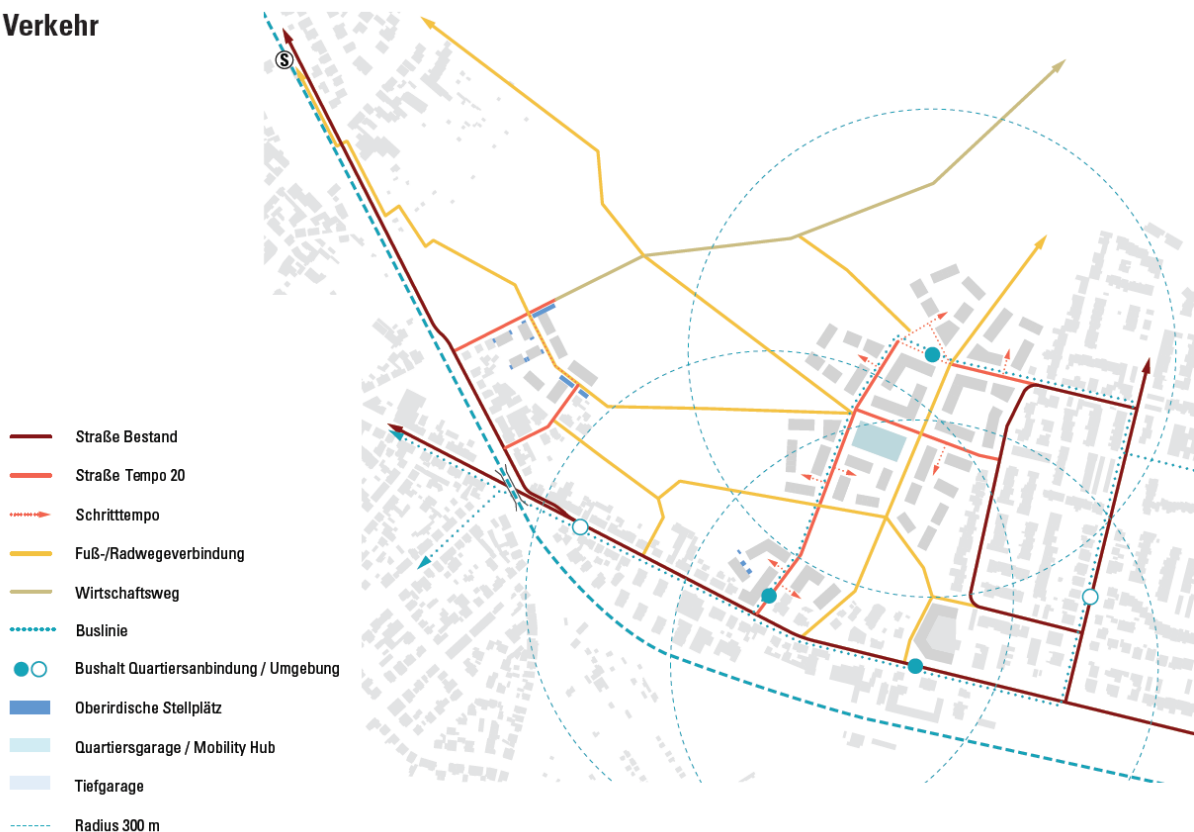 Verkehr
S
Straße Bestand
Straße Tempo 20
Schritttempo
Fuß-/Radwegeverbindung
Wirtschaftsweg
Buslinie
Bushalt Quartiersanbindung / Umgebung
Oberirdische Stellplätz
Quartiersgarage / Mobility Hub
Tiefgarage
Radius 300 m